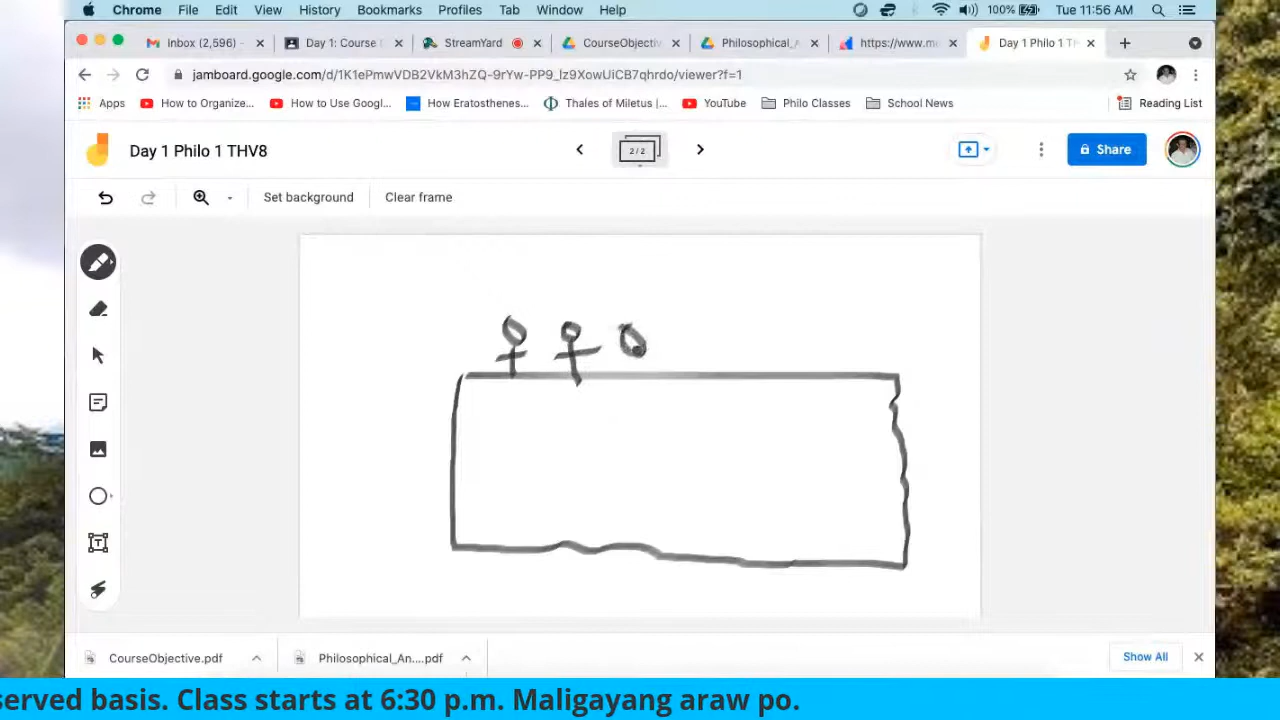 Chrome File Edit View History Bookmarks Profiles Tab Window Help 100% Tue 11:56 AM
Inbox (2,596) - Day 1: Course StreamYard CourseObjectiv Philosophical_A https://www.m Day 1 Philo 1 TH
jamboard.google.com/d/1K1ePmwVDB2VkM3hZQ-9rYw-PP9_lz9XowUiCB7qhrdo/viewer?f=1
Apps How to Organize... How to Use Googl... How Eratosthenes... Thales of Miletus |... YouTube Philo Classes School News Reading List
Day 1 Philo 1 THV8 2/2 Share
Set background Clear frame
CourseObjective.pdf Philosophical_An....pdf Show All
served basis. Class starts at 6:30 p.m. Maligayang araw po.